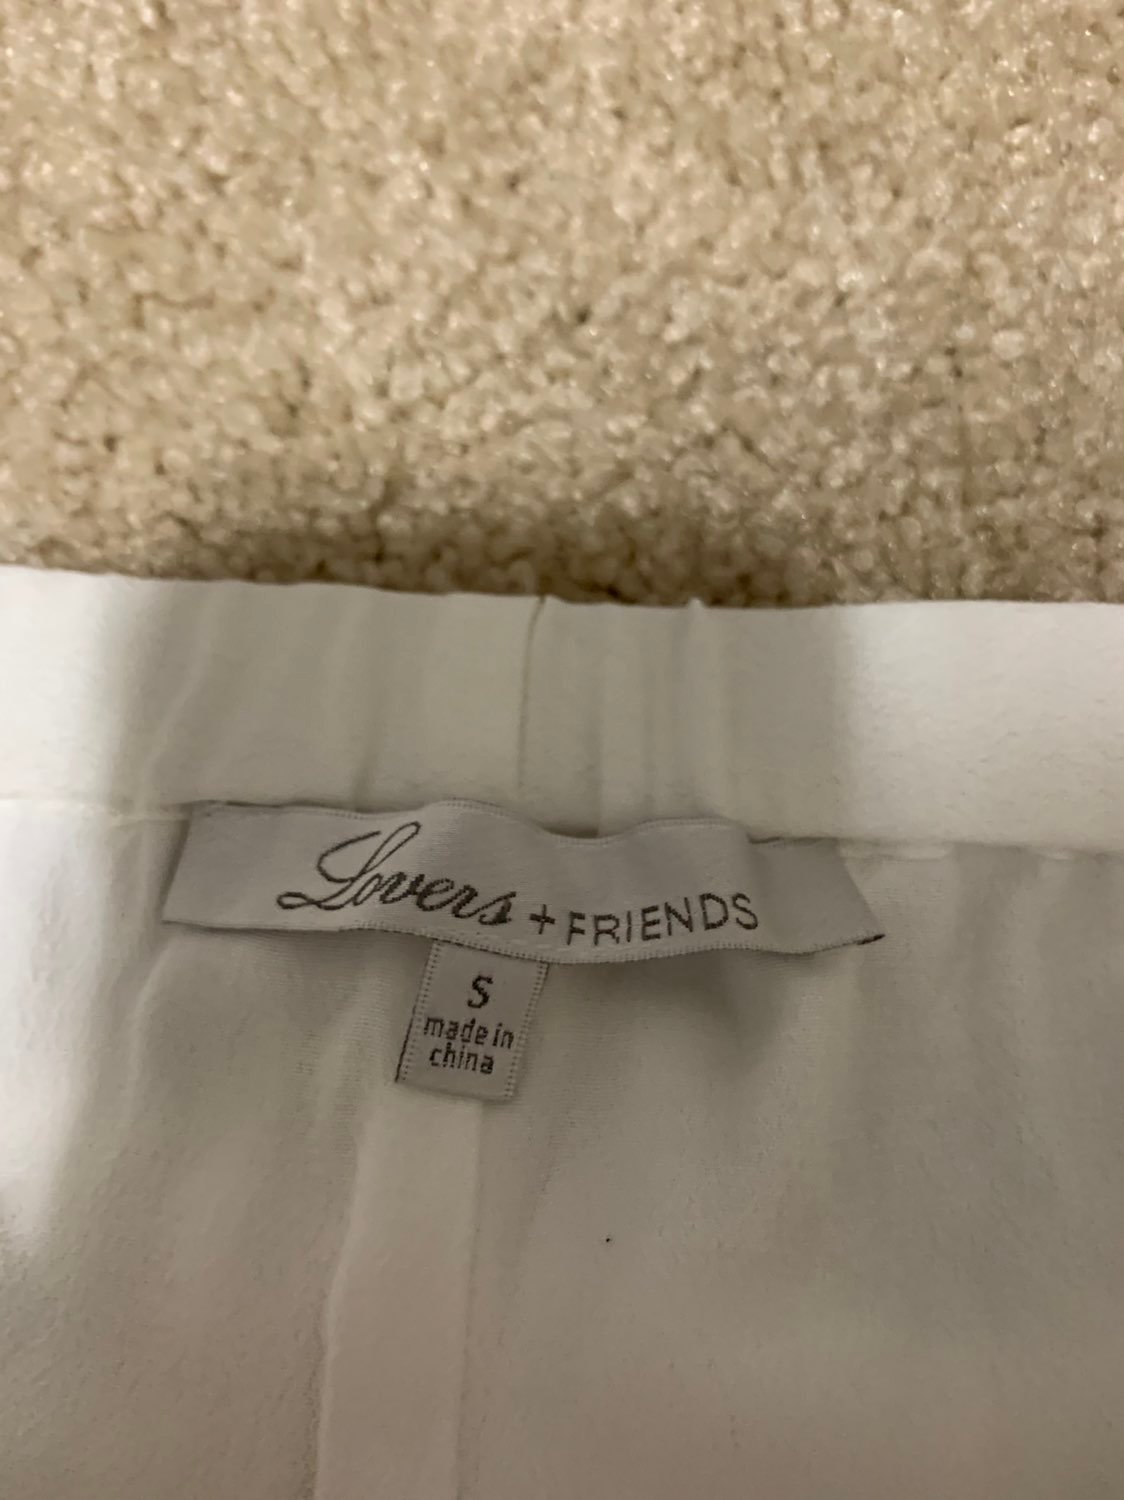 Lovers + FRIENDS
S
made in
china